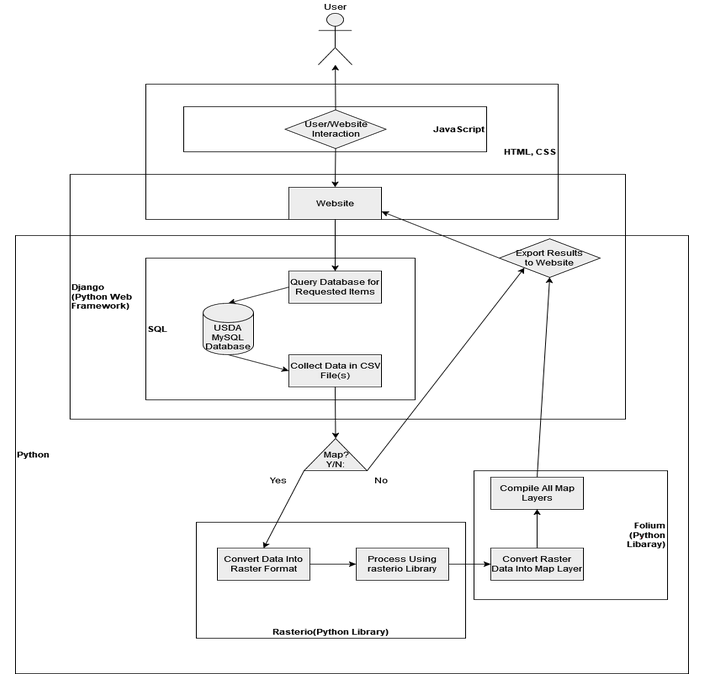 User
User/Website
Interaction
JavaScript
HTML, CSS
Website
Export Results
to Website
Django
(Python Web
Framework)
Query Database for
Requested Items
SQL
USDA
MySQL
Database
Collect Data in CSV
File(s)
Python
Map?
Y/N:
Yes
No
Compile All Map
Layers
Folium
(Python
Libaray)
Convert Data Into
Raster Format
Process Using
rasterio Library
Convert Raster
Data Into Map Layer
Rasterio(Python Library)